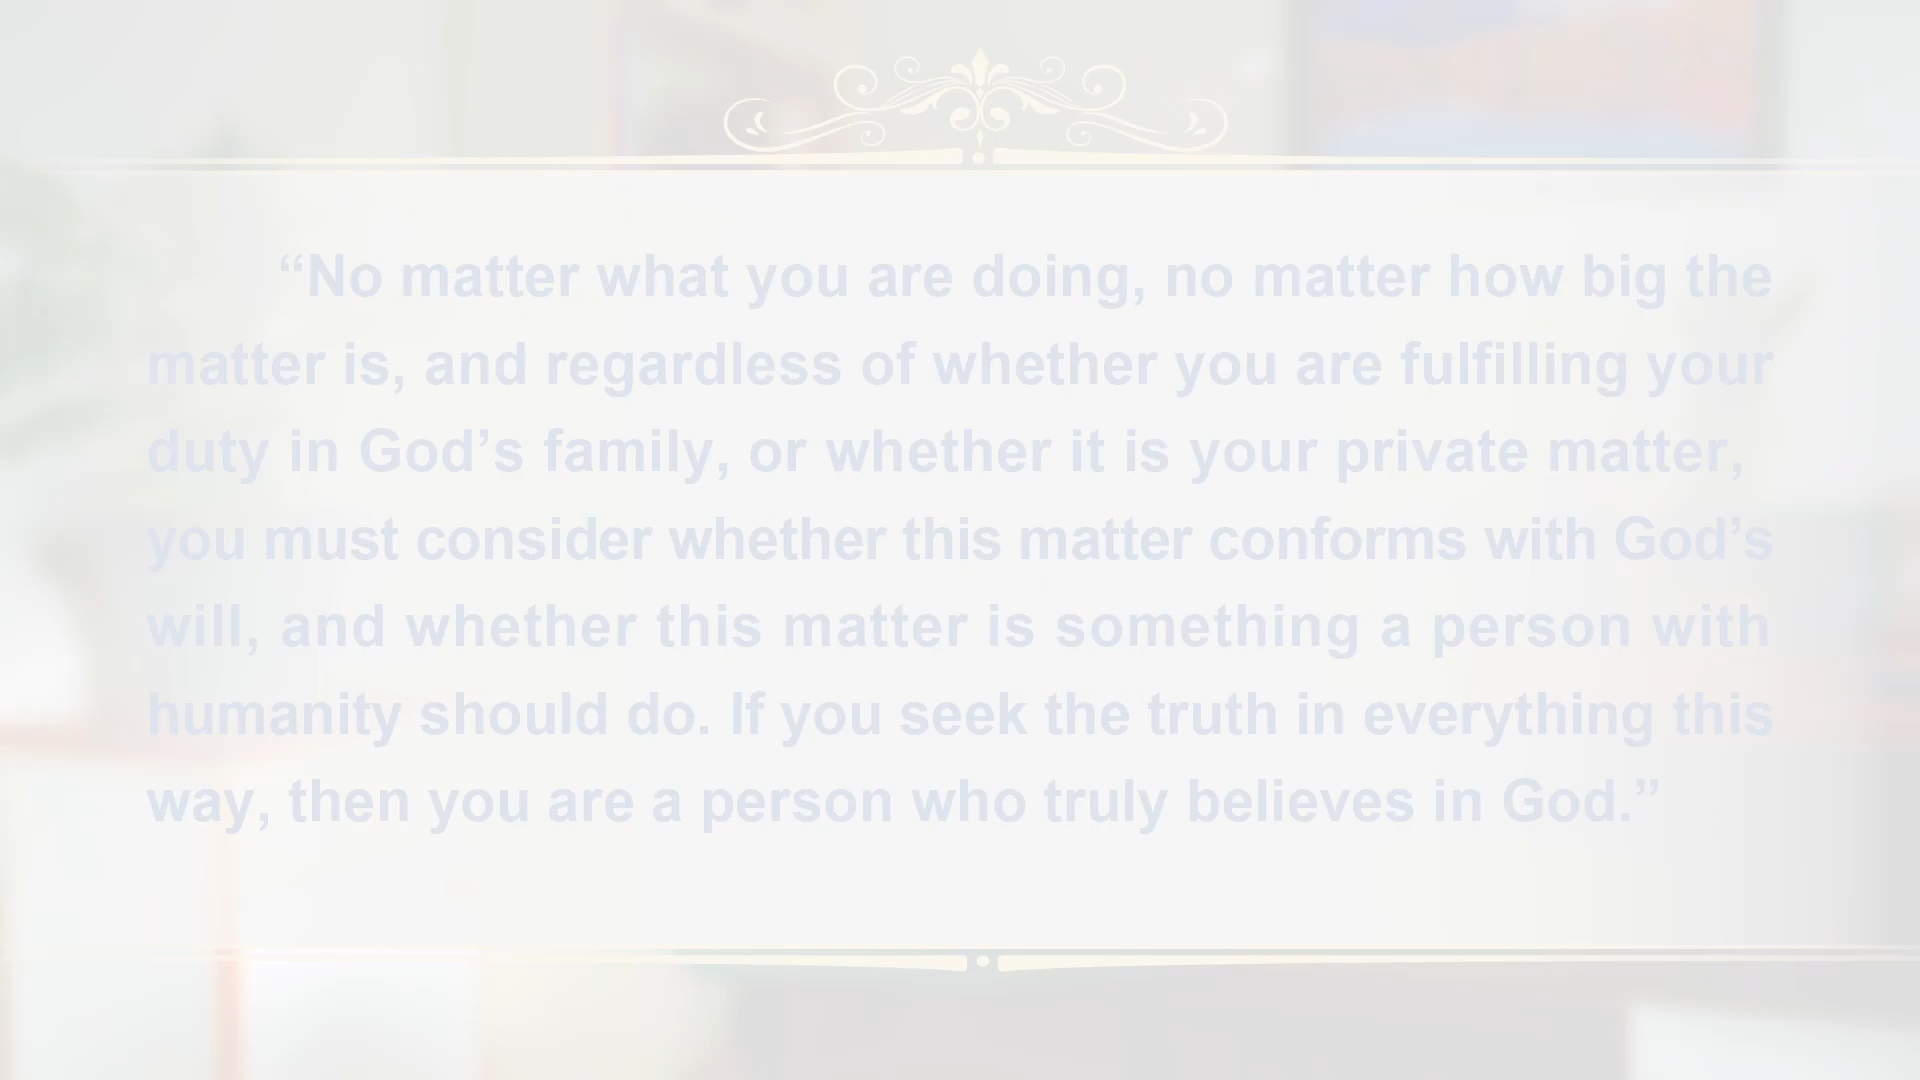 “No matter what you are doing, no matter how big the
matter is, and regardless of whether you are fulfilling your
duty in God’s family, or whether it is your private matter,
you must consider whether this matter conforms with God’s
will, and whether this matter is something a person with
humanity should do. If you seek the truth in everything this
way, then you are a person who truly believes in God.”